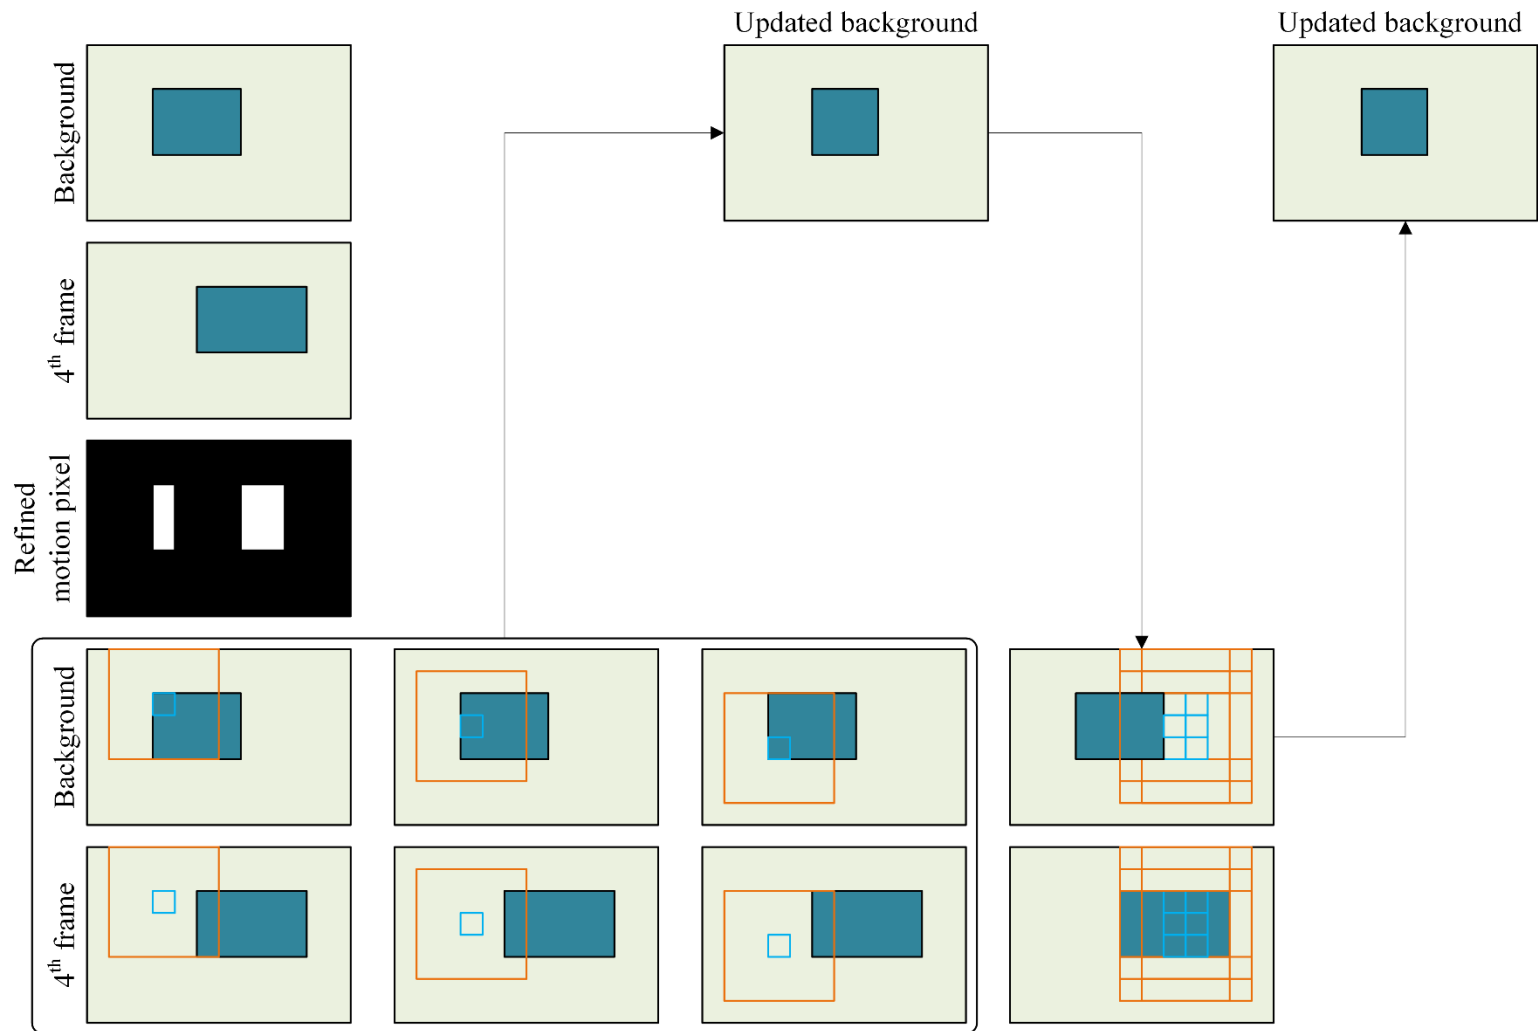 Updated background
Updated background
Background
4th frame
Refined
motion pixel
Background
4th frame